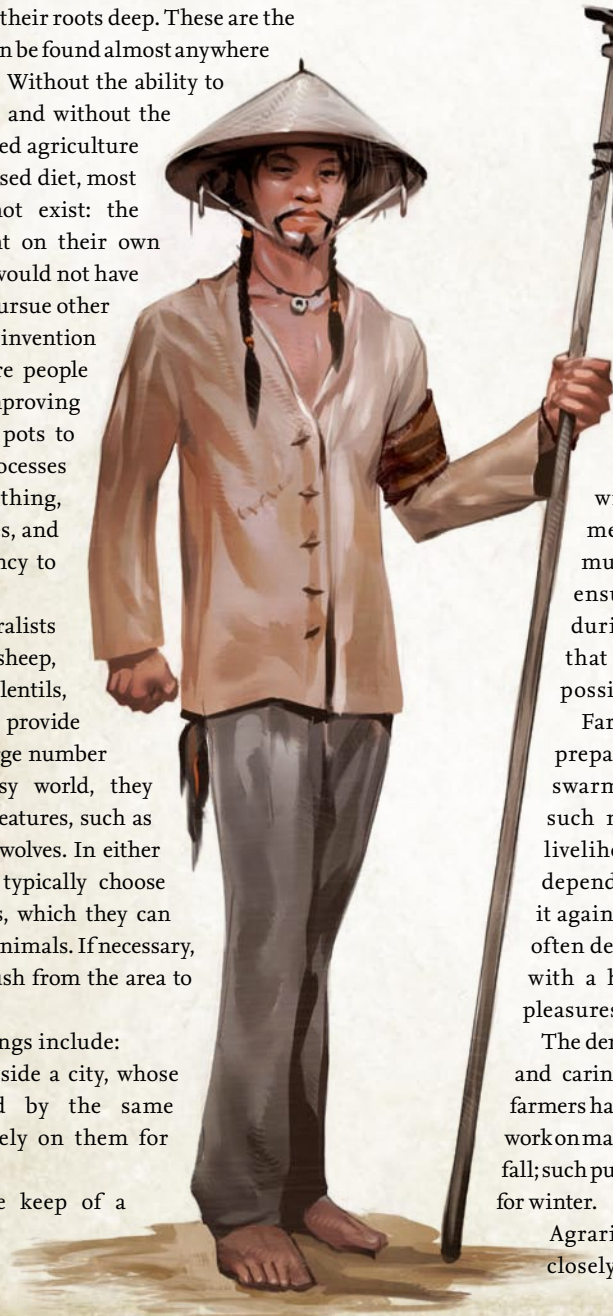 their roots deep. These are the
n be found almost anywhere
Without the ability to
and without the
ed agriculture
sed diet, most
not exist: the
nt on their own
would not have
ursue other
invention
re people
nproving
pots to
ocesses
thing,
s, and
ncy to
ralists
sheep,
lentils,
provide
rge number
sy world, they
eatures, such as
wolves. In either
typically choose
s, which they can
nimals. If necessary,
ush from the area to
ngs include:
side a city, whose
d by the same
ely on them for
e keep of a
wi
me
mu
ensu
duri
that
possi
Far
prepa
swarm
such r
liveliho
depend
it again
often de
with a h
pleasures
The der
and carin
farmers ha
work on ma
fall; such pu
for winter.
Agrari
closely